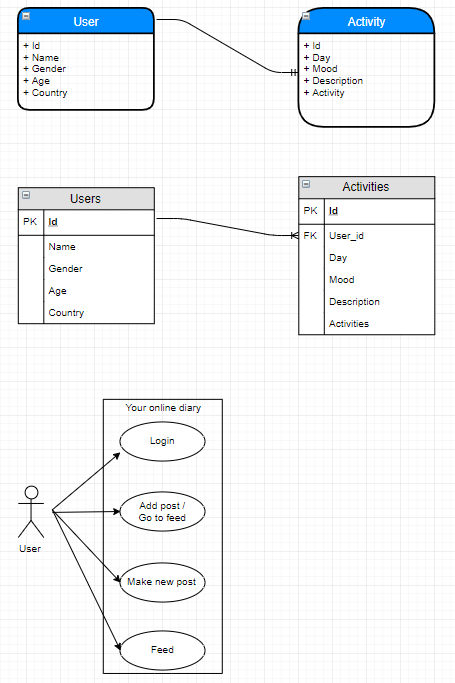 User
+ Id
+ Name
+ Gender
+ Age
+ Country
Activity
+ Id
+ Day
+ Mood
+ Description
+ Activity
Users
PK Id
Name
Gender
Age
Country
Activities
PK Id
FK User_id
Day
Mood
Description
Activities
Your online diary
Login
Add post /
Go to feed
Make new post
Feed
User